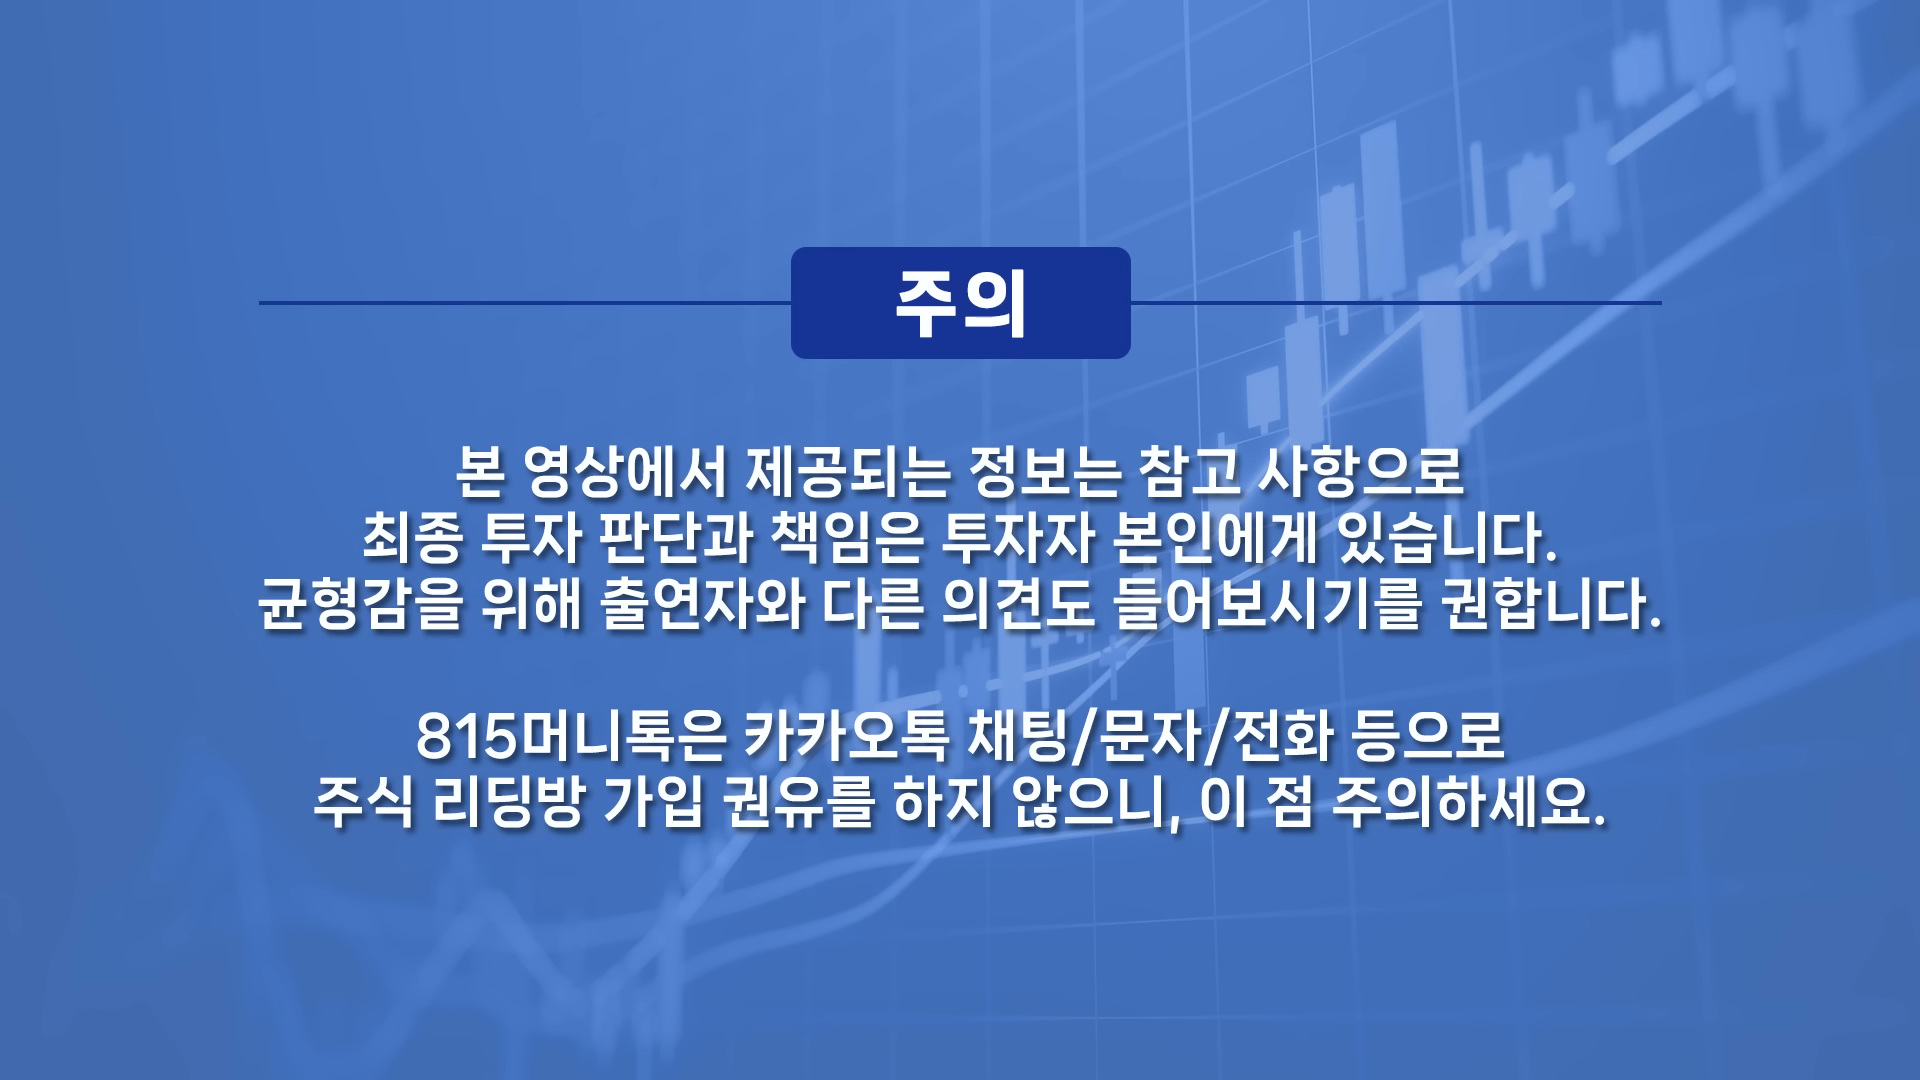 주의
본 영상에서 제공되는 정보는 참고 사항으로
최종 투자 판단과 책임은 투자자 본인에게 있습니다.
균형감을 위해 출연자와 다른 의견도 들어보시기를 권합니다.
815머니톡은 카카오톡 채팅/문자/전화 등으로
주식 리딩방 가입 권유를 하지 않으니, 이 점 주의하세요.